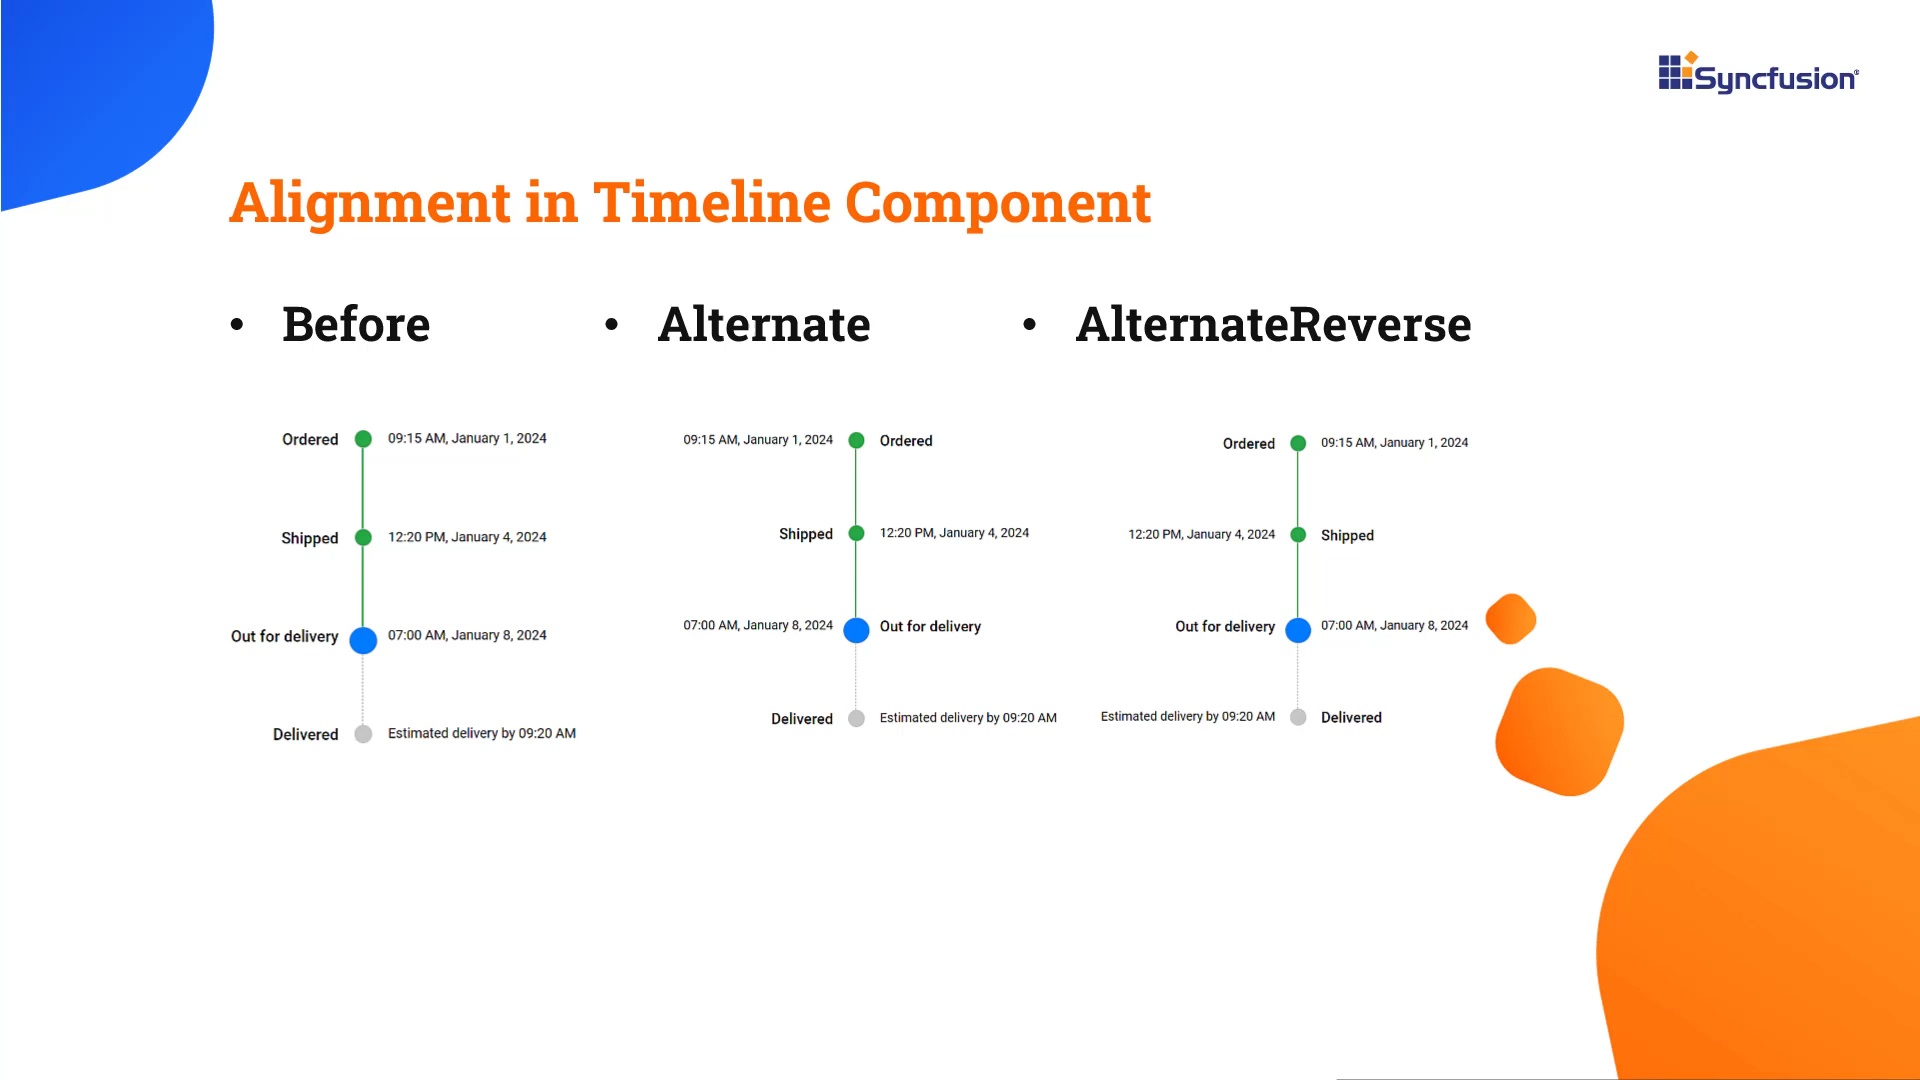 Syncfusion®
Alignment in Timeline Component
• Before
• Alternate
• AlternateReverse
Ordered 09:15 AM, January 1, 2024
Shipped 12:20 PM, January 4, 2024
Out for delivery 07:00 AM, January 8, 2024
Delivered Estimated delivery by 09:20 AM
09:15 AM, January 1, 2024 Ordered
Shipped 12:20 PM, January 4, 2024
07:00 AM, January 8, 2024 Out for delivery
Delivered Estimated delivery by 09:20 AM
Ordered 09:15 AM, January 1, 2024
12:20 PM, January 4, 2024 Shipped
Out for delivery 07:00 AM, January 8, 2024
Estimated delivery by 09:20 AM Delivered